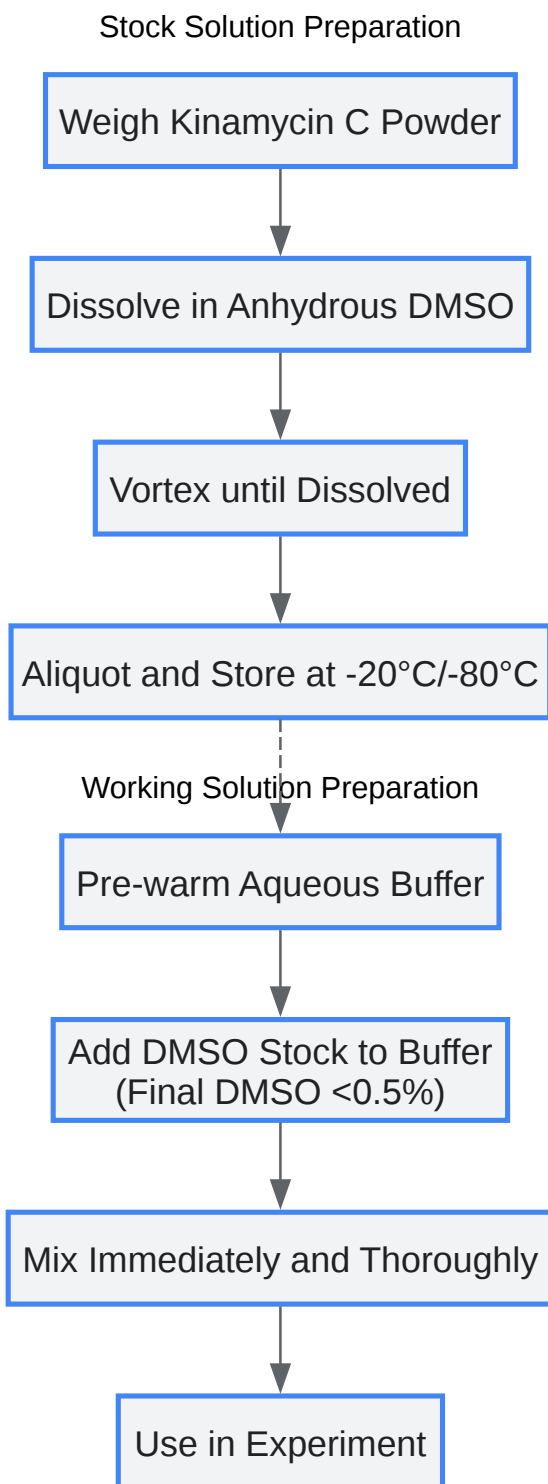 Stock Solution Preparation
Weigh Kinamycin C Powder
Dissolve in Anhydrous DMSO
Vortex until Dissolved
Aliquot and Store at -20°C/-80°C
Working Solution Preparation
Pre-warm Aqueous Buffer
Add DMSO Stock to Buffer
(Final DMSO <0.5%)
Mix Immediately and Thoroughly
Use in Experiment